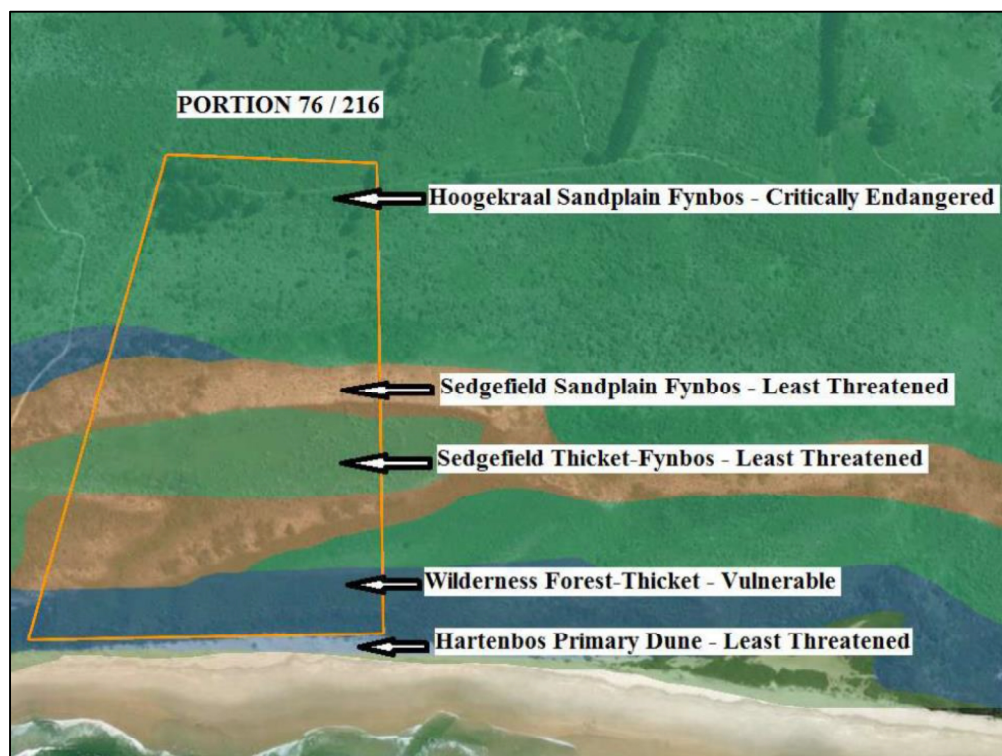 PORTION 76 / 216
Hoogekraal Sandplain Fynbos - Critically Endangered
Sedgefield Sandplain Fynbos - Least Threatened
Sedgefield Thicket-Fynbos - Least Threatened
Wilderness Forest-Thicket - Vulnerable
Hartenbos Primary Dune - Least Threatened